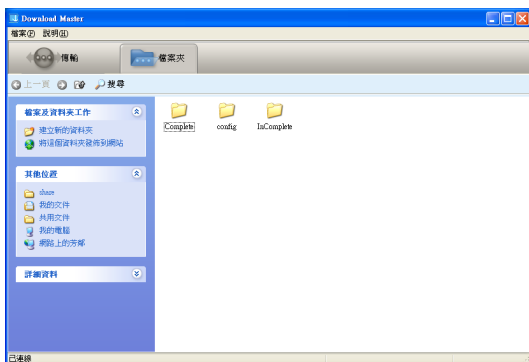 Download Master
檔案(F) 說明(H)
傳輸 檔案夾
上一頁 搜尋
檔案及資料夾工作
建立新的資料夾
將這個資料夾發佈到網站
其他位置
share
我的文件
共用文件
我的電腦
網路上的芳鄰
詳細資料
Complete config InComplete
已連線